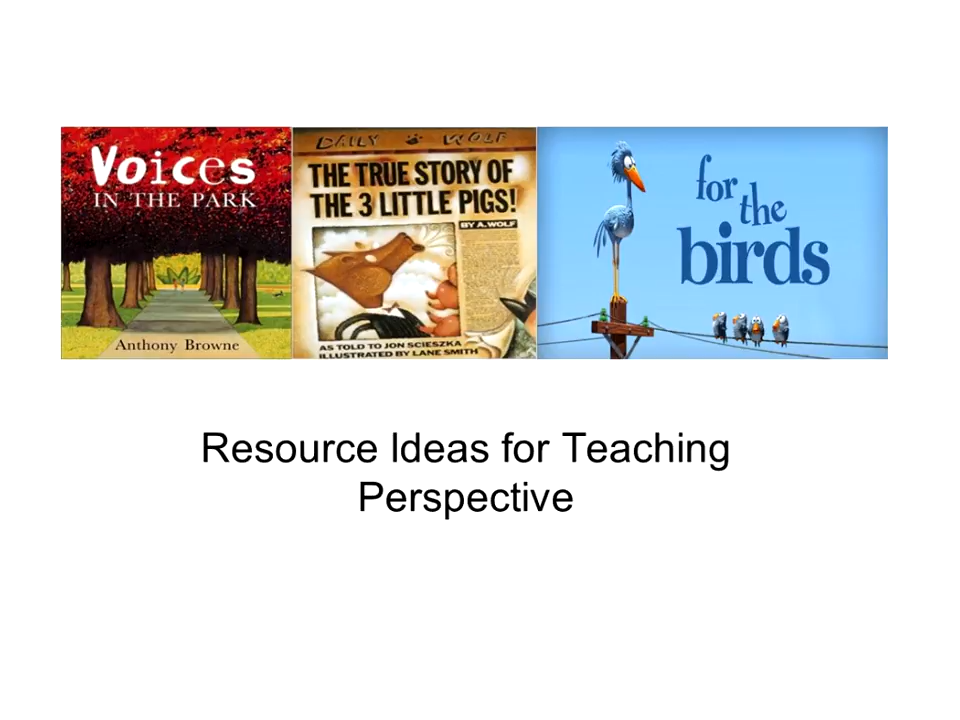 Voices
IN THE PARK
Anthony Browne
DAILY WOLF
THE TRUE STORY OF
THE 3 LITTLE PIGS!
BY A. WOLF
AS TOLD TO JON SCIESZKA
ILLUSTRATED BY LANE SMITH
for
the
birds
Resource Ideas for Teaching
Perspective